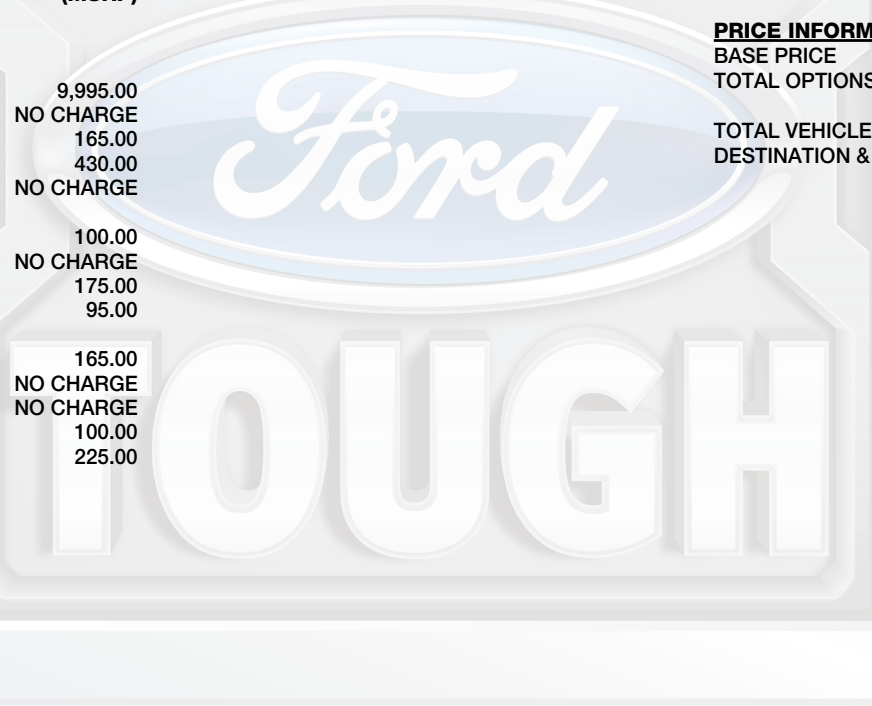 (MSRP)
9,995.00
NO CHARGE
165.00
430.00
NO CHARGE
100.00
NO CHARGE
175.00
95.00
165.00
NO CHARGE
NO CHARGE
100.00
225.00
PRICE INFORM
BASE PRICE
TOTAL OPTIONS
TOTAL VEHICLE
DESTINATION &
Ford
TOUGH